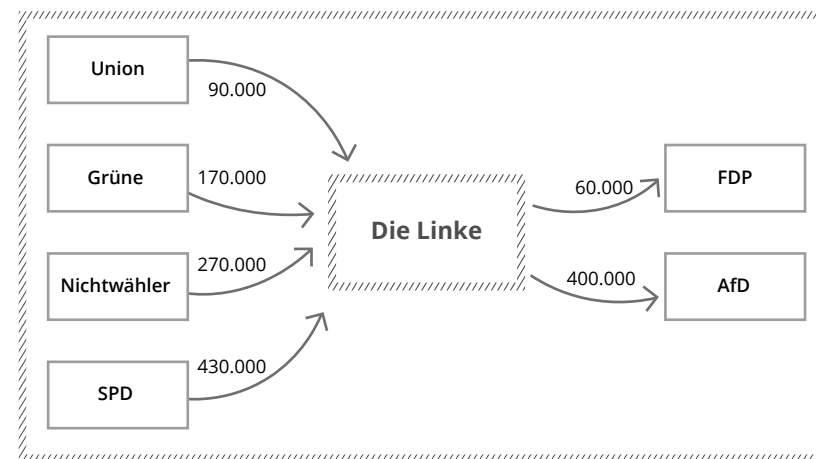 Union
90.000
Grüne
170.000
Nichtwähler
270.000
SPD
430.000
Die Linke
60.000
FDP
400.000
AfD